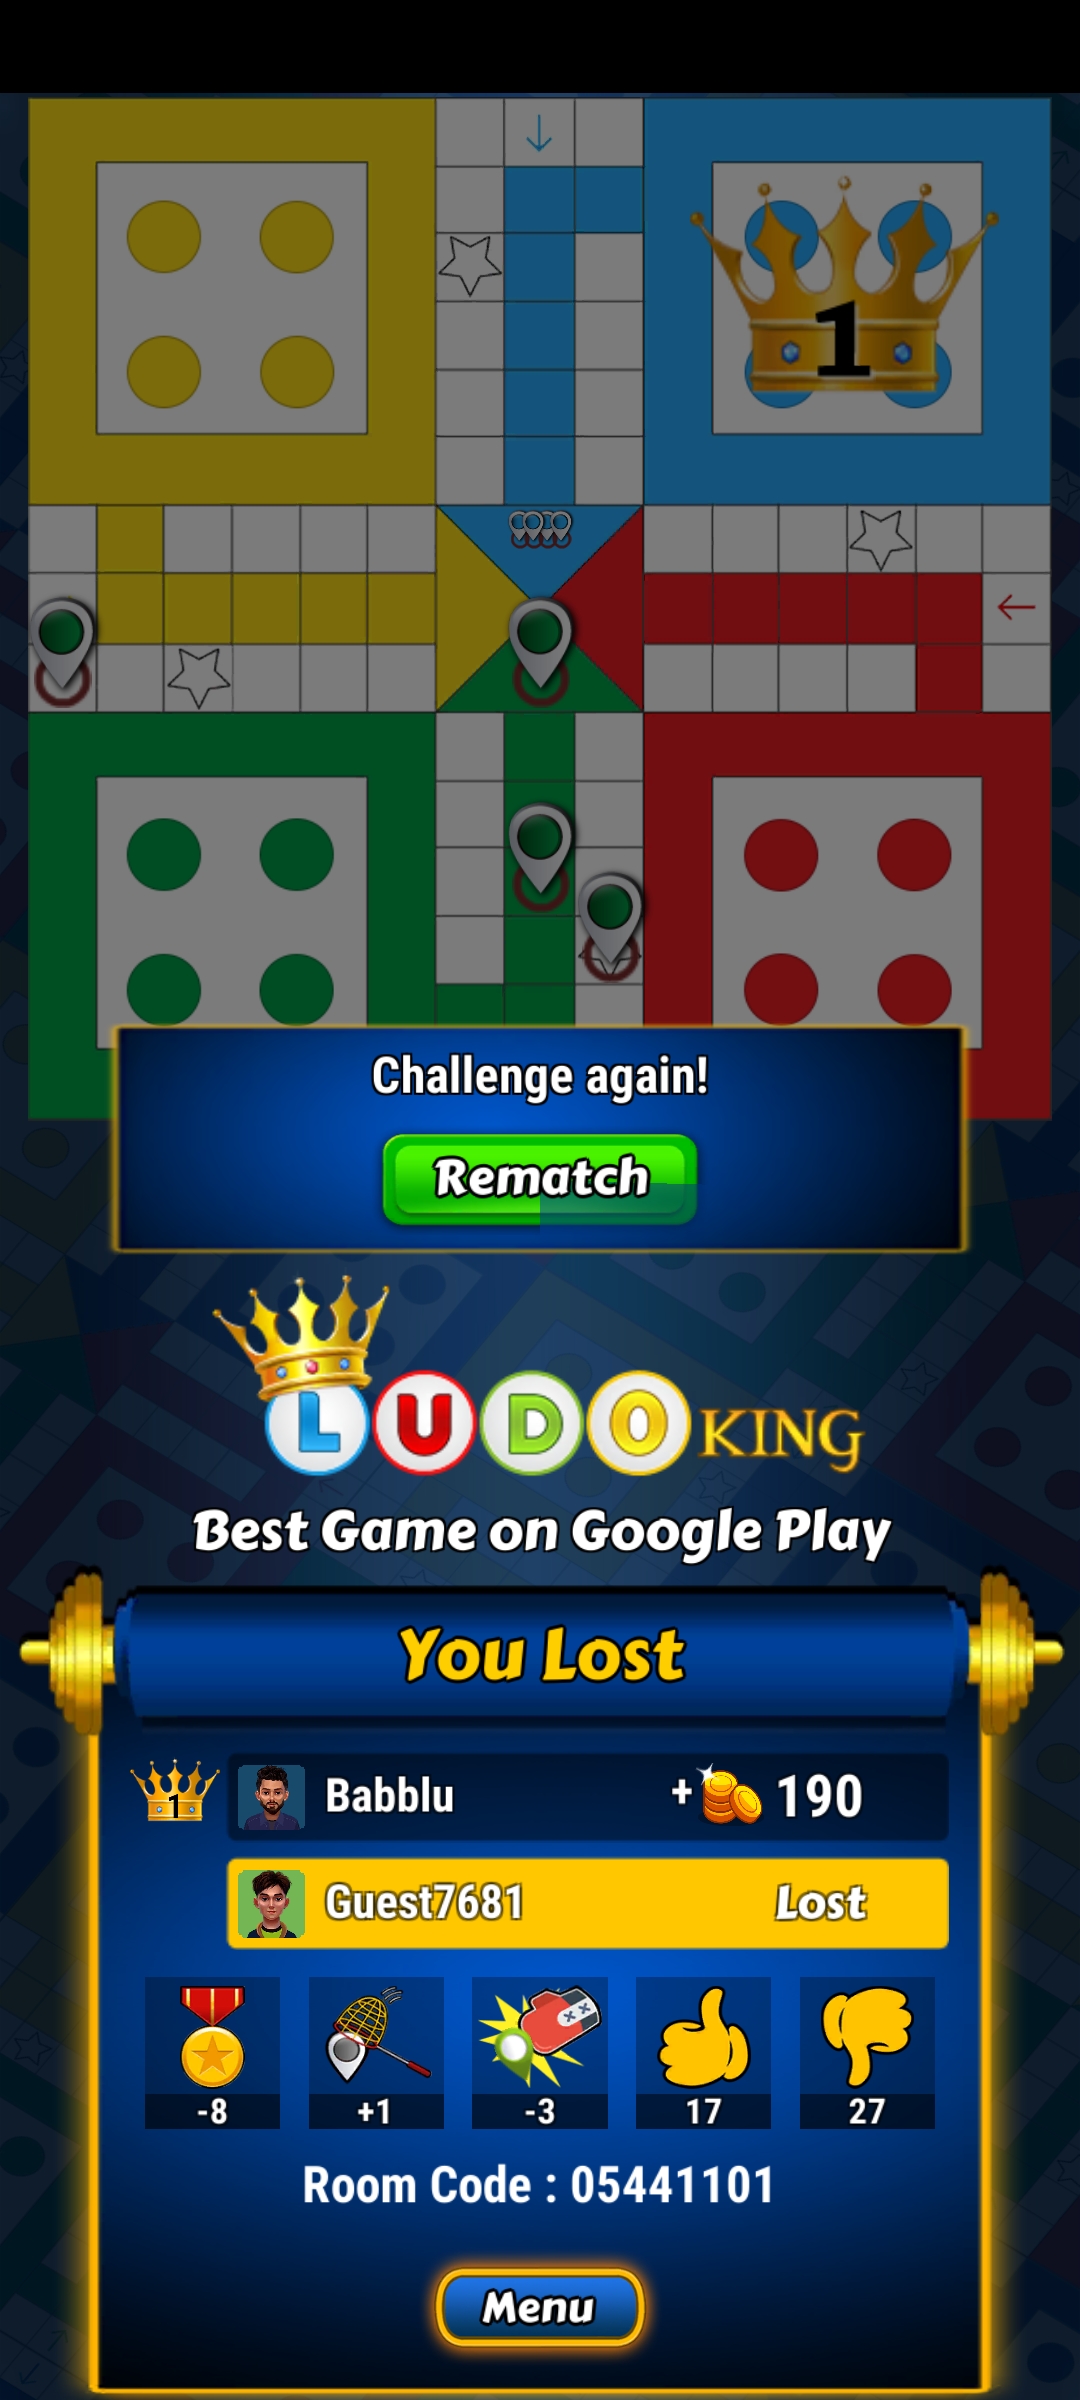 1
Challenge again!
Rematch
LUDO KING
Best Game on Google Play
You Lost
1 Babblu + 190
Guest7681 Lost
-8 +1 -3 17 27
Room Code : 05441101
Menu